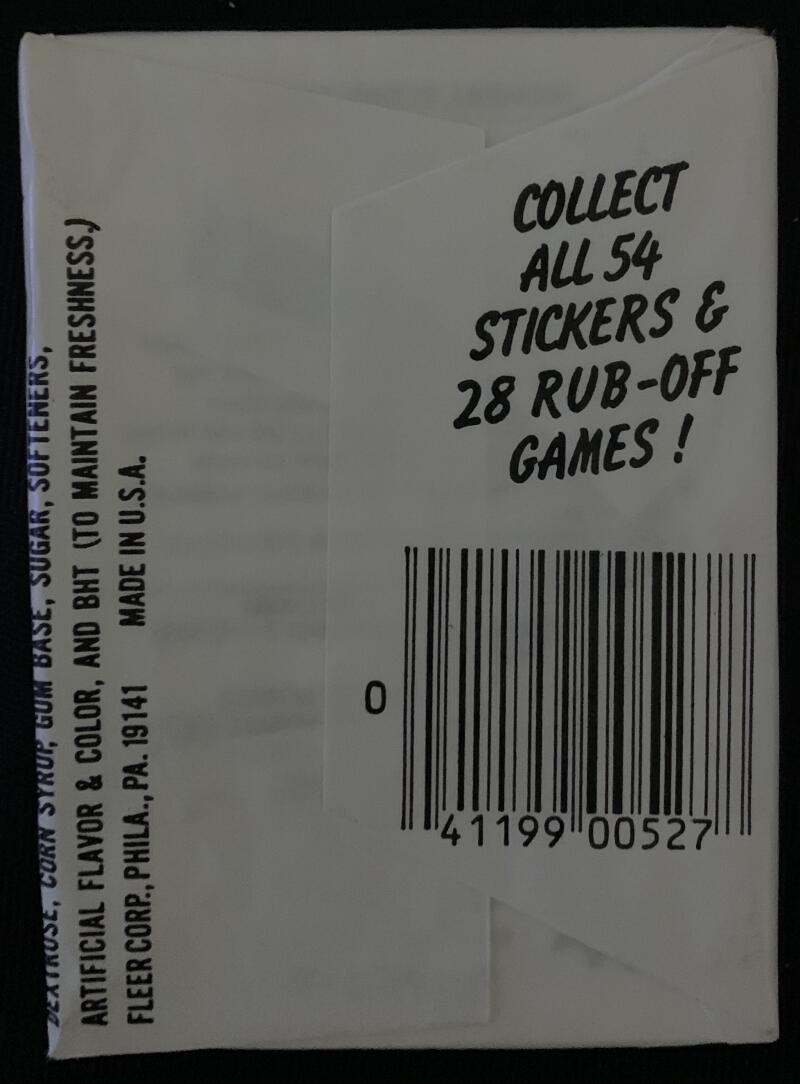 COLLECT
ALL 54
STICKERS &
28 RUB-OFF
GAMES !
0
41199 00527
DEXTROSE, CORN SYRUP, GUM BASE, SUGAR, SOFTENERS,
ARTIFICIAL FLAVOR & COLOR, AND BHT (TO MAINTAIN FRESHNESS.)
FLEER CORP., PHILA., PA. 19141 MADE IN U.S.A.